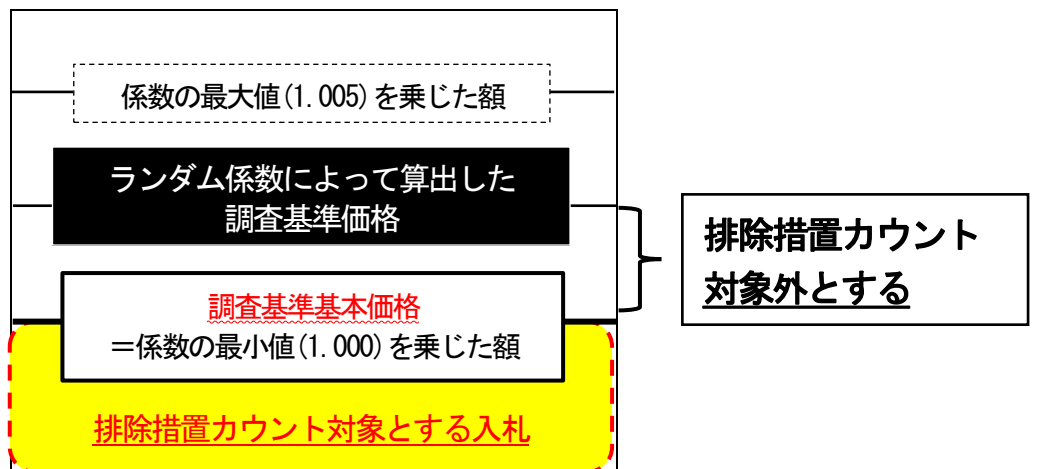 係数の最大値(1.005)を乗じた額
ランダム係数によって算出した
調査基準価格
排除措置カウント
対象外とする
調査基準基本価格
＝係数の最小値(1.000)を乗じた額
排除措置カウント対象とする入札